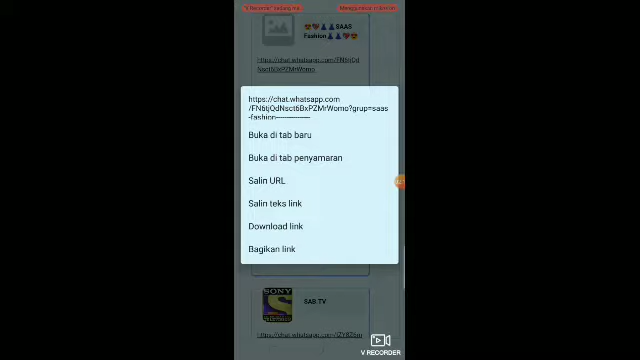 SAAS
Fashion
https://chat.whatsapp.com
/FN6tjQdNsct6BxPZMrWomo?grup=saas
-fashion---------------
Buka di tab baru
Buka di tab penyamaran
Salin URL
Salin teks link
Download link
Bagikan link
SONY
SAB TV
V RECORDER